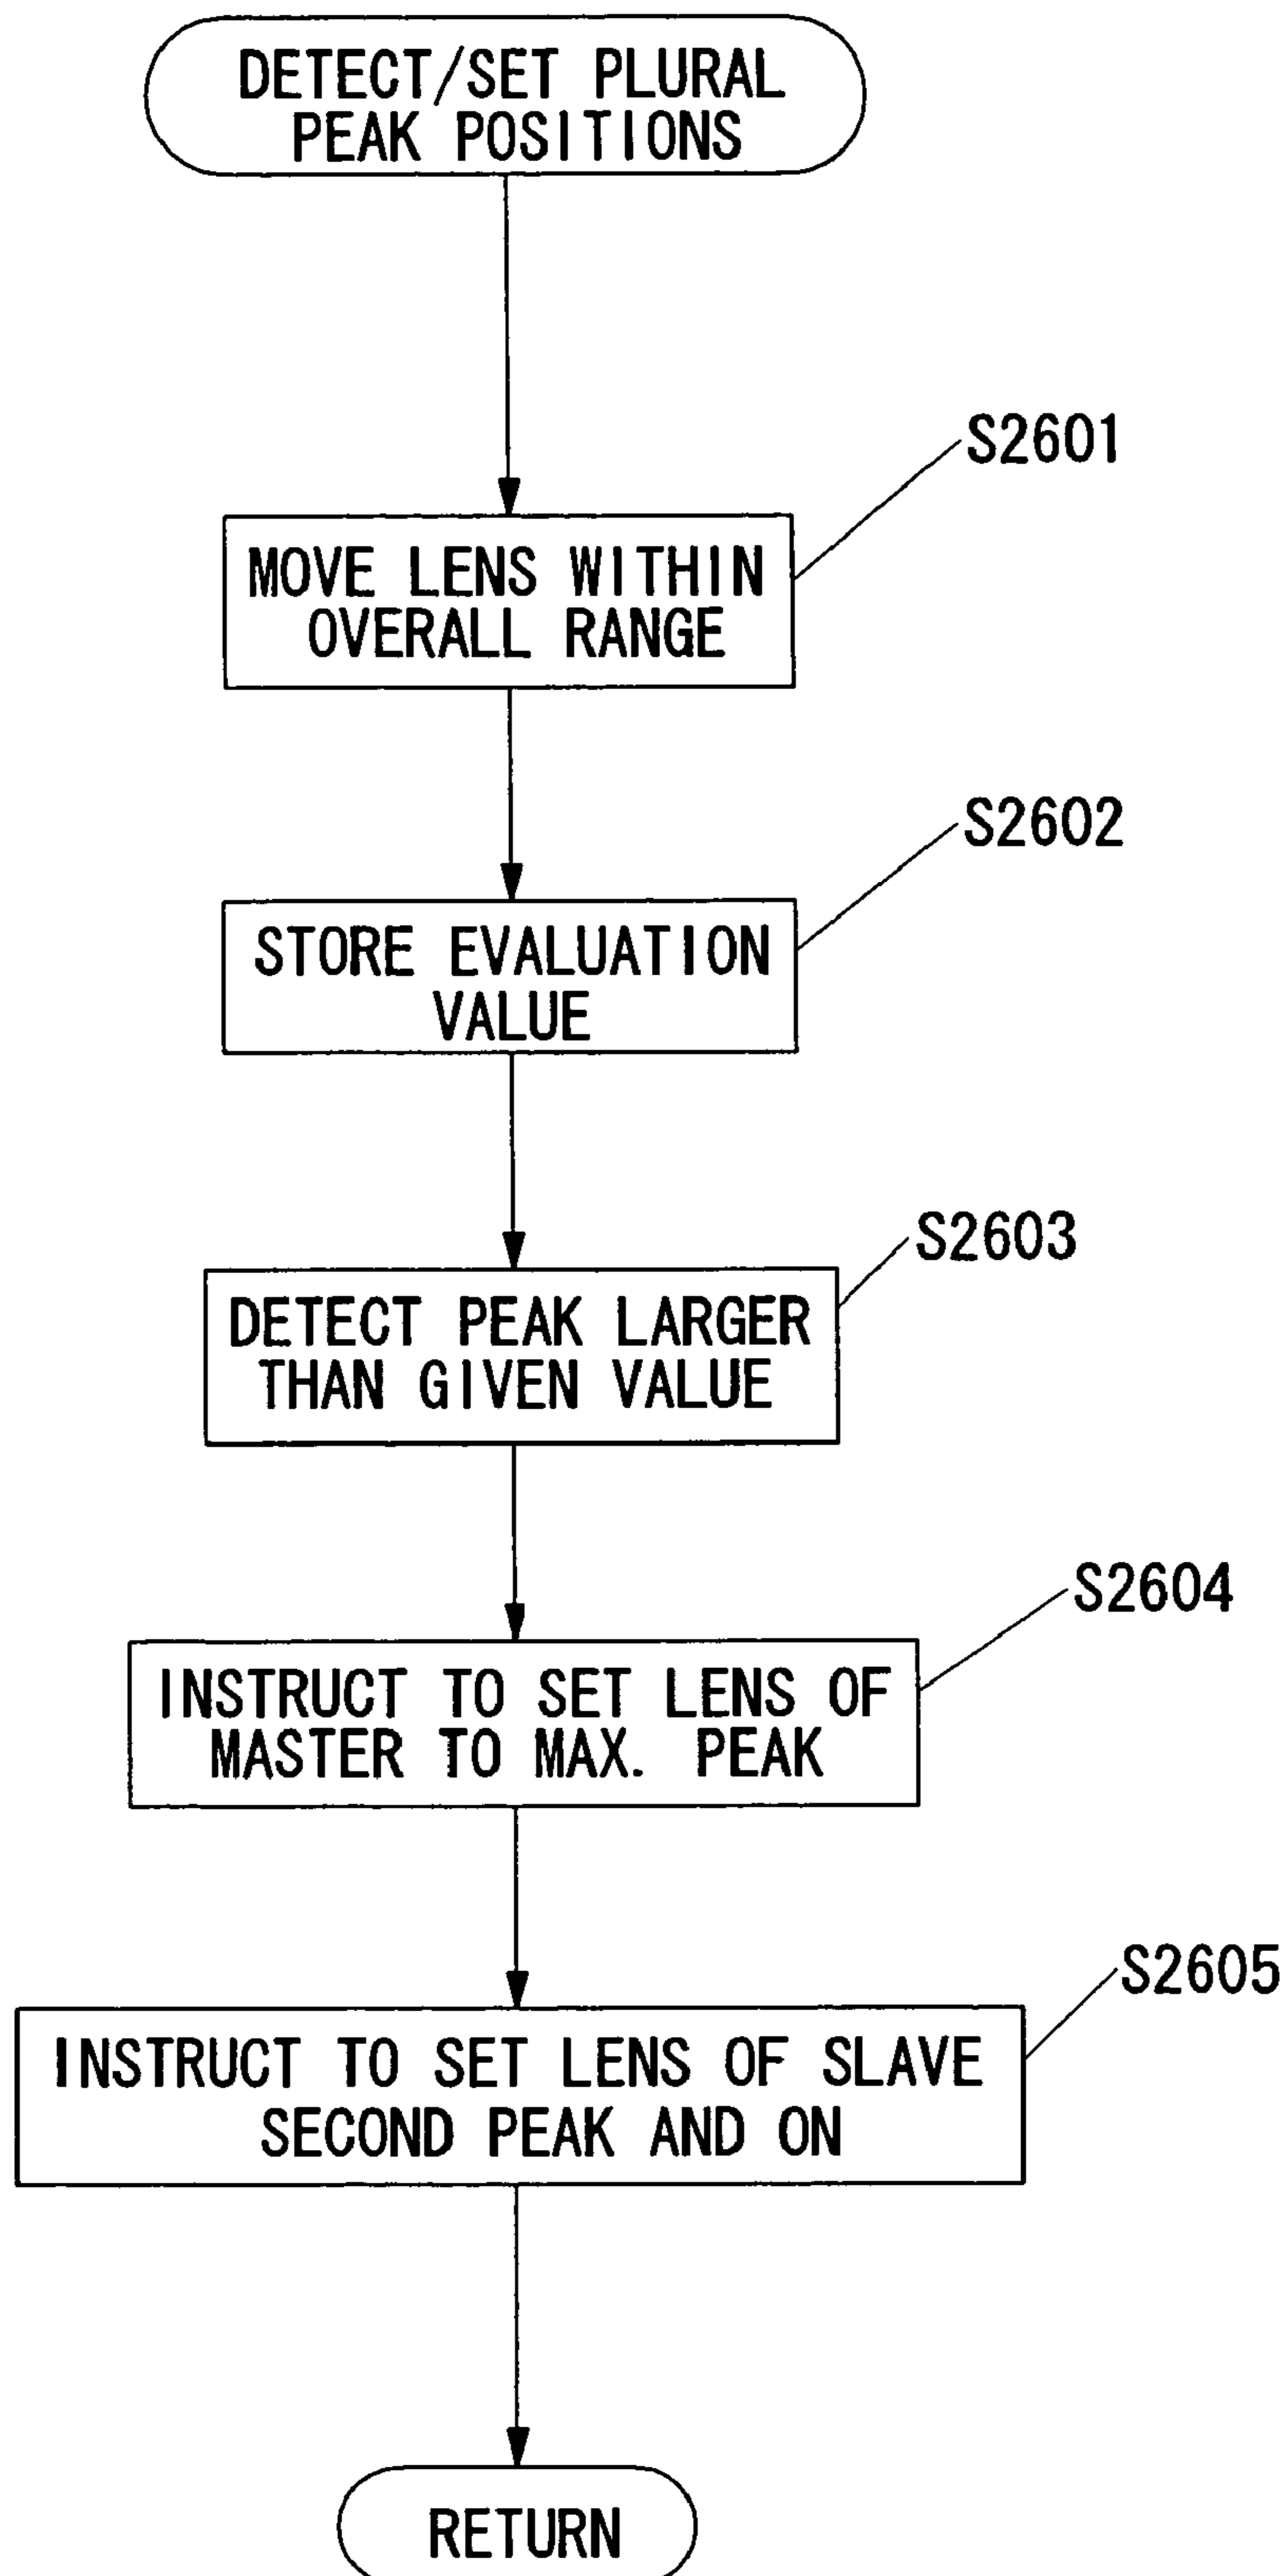 DETECT/SET PLURAL
PEAK POSITIONS
S2601
MOVE LENS WITHIN
OVERALL RANGE
S2602
STORE EVALUATION
VALUE
S2603
DETECT PEAK LARGER
THAN GIVEN VALUE
S2604
INSTRUCT TO SET LENS OF
MASTER TO MAX. PEAK
S2605
INSTRUCT TO SET LENS OF SLAVE
SECOND PEAK AND ON
RETURN